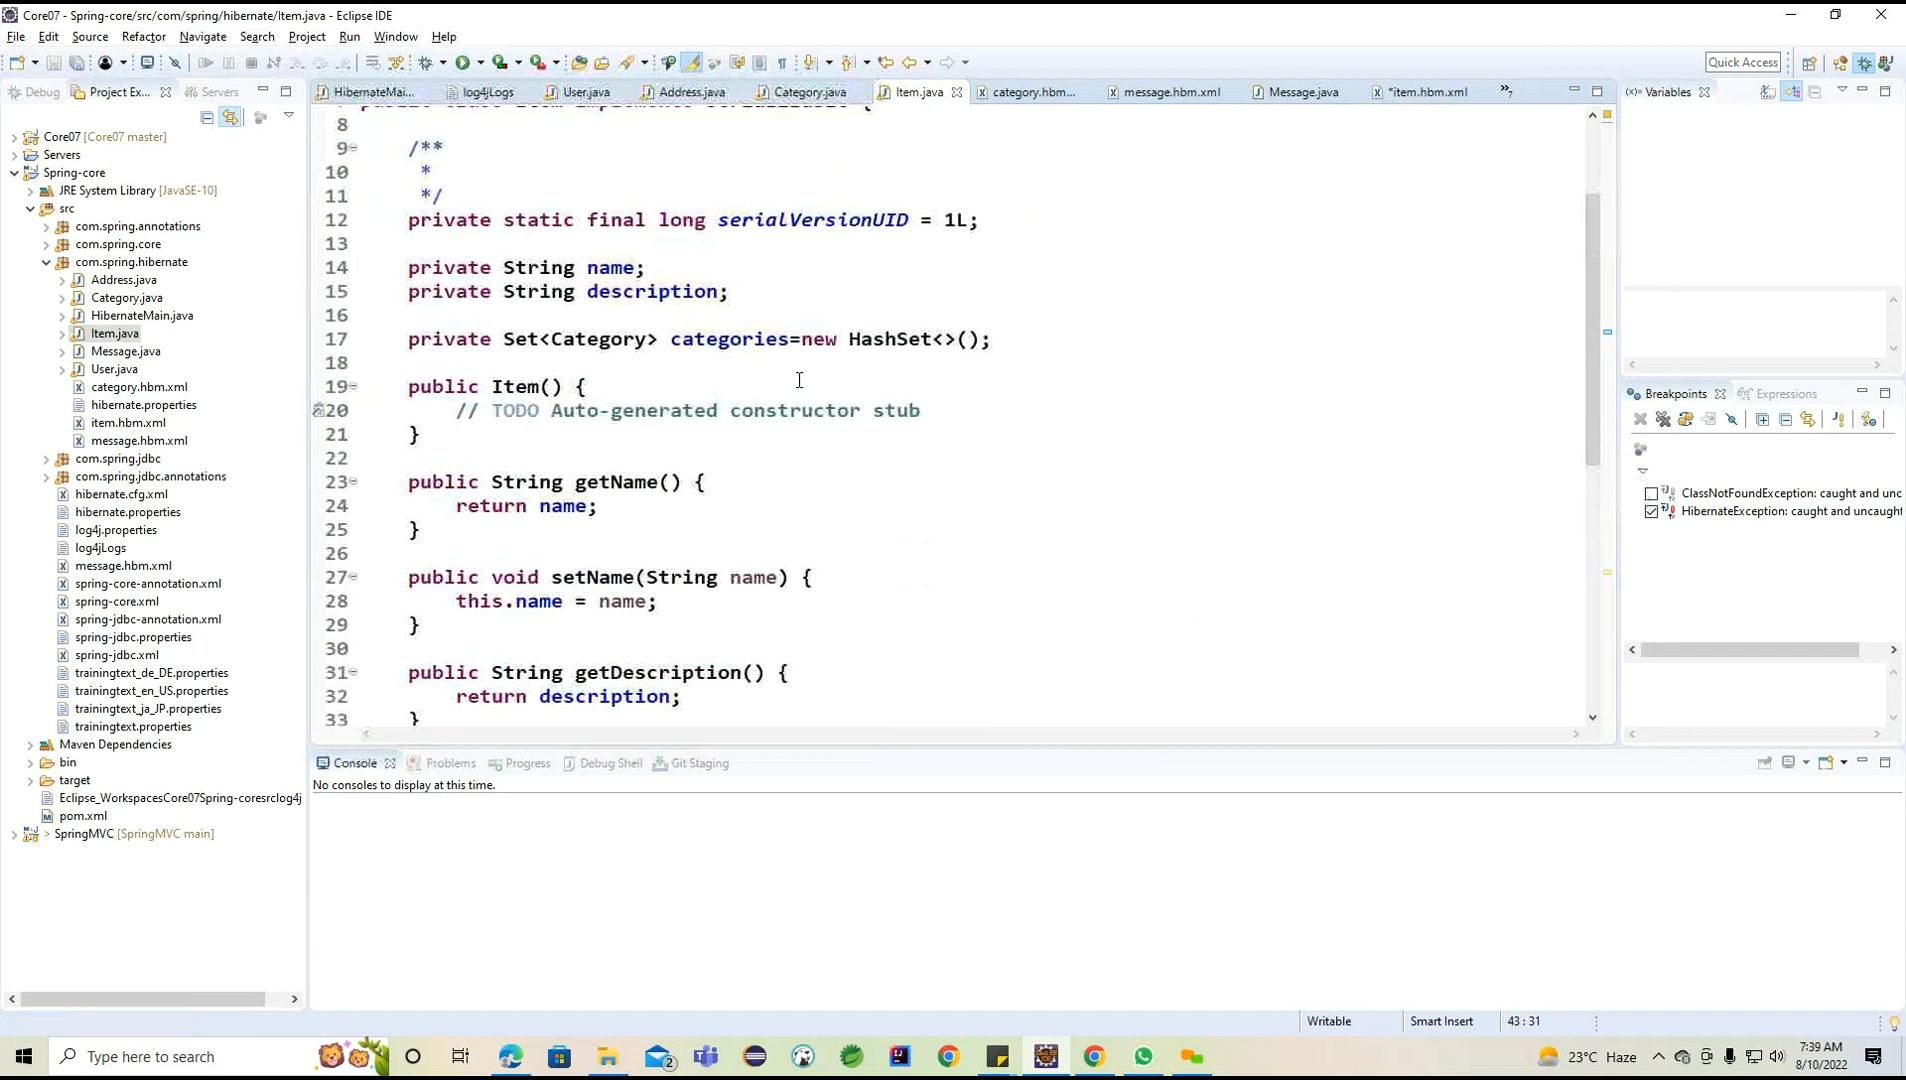 Core07 - Spring-core/src/com/spring/hibernate/Item.java - Eclipse IDE
File Edit Source Refactor Navigate Search Project Run Window Help
Quick Access
Debug Project Ex... Servers
HibernateMai... log4jLogs User.java Address.java Category.java Item.java category.hbm... message.hbm.xml Message.java *item.hbm.xml »7
(x)= Variables
Core07 [Core07 master]
Servers
Spring-core
JRE System Library [JavaSE-10]
src
com.spring.annotations
com.spring.core
com.spring.hibernate
Address.java
Category.java
HibernateMain.java
Item.java
Message.java
User.java
category.hbm.xml
hibernate.properties
item.hbm.xml
message.hbm.xml
com.spring.jdbc
com.spring.jdbc.annotations
hibernate.cfg.xml
hibernate.properties
log4j.properties
log4jLogs
message.hbm.xml
spring-core-annotation.xml
spring-core.xml
spring-jdbc-annotation.xml
spring-jdbc.properties
spring-jdbc.xml
trainingtext_de_DE.properties
trainingtext_en_US.properties
trainingtext_ja_JP.properties
trainingtext.properties
Maven Dependencies
bin
target
Eclipse_WorkspacesCore07Spring-coresrclog4j
pom.xml
> SpringMVC [SpringMVC main]
8
9 /**
10 *
11 */
12 private static final long serialVersionUID = 1L;
13
14 private String name;
15 private String description;
16
17 private Set<Category> categories=new HashSet<>();
18
19 public Item() {
20 // TODO Auto-generated constructor stub
21 }
22
23 public String getName() {
24 return name;
25 }
26
27 public void setName(String name) {
28 this.name = name;
29 }
30
31 public String getDescription() {
32 return description;
33 }
Breakpoints Expressions
ClassNotFoundException: caught and unc
HibernateException: caught and uncaught
Console Problems Progress Debug Shell Git Staging
No consoles to display at this time.
Writable Smart Insert 43 : 31
Type here to search
2
23°C Haze
7:39 AM
8/10/2022